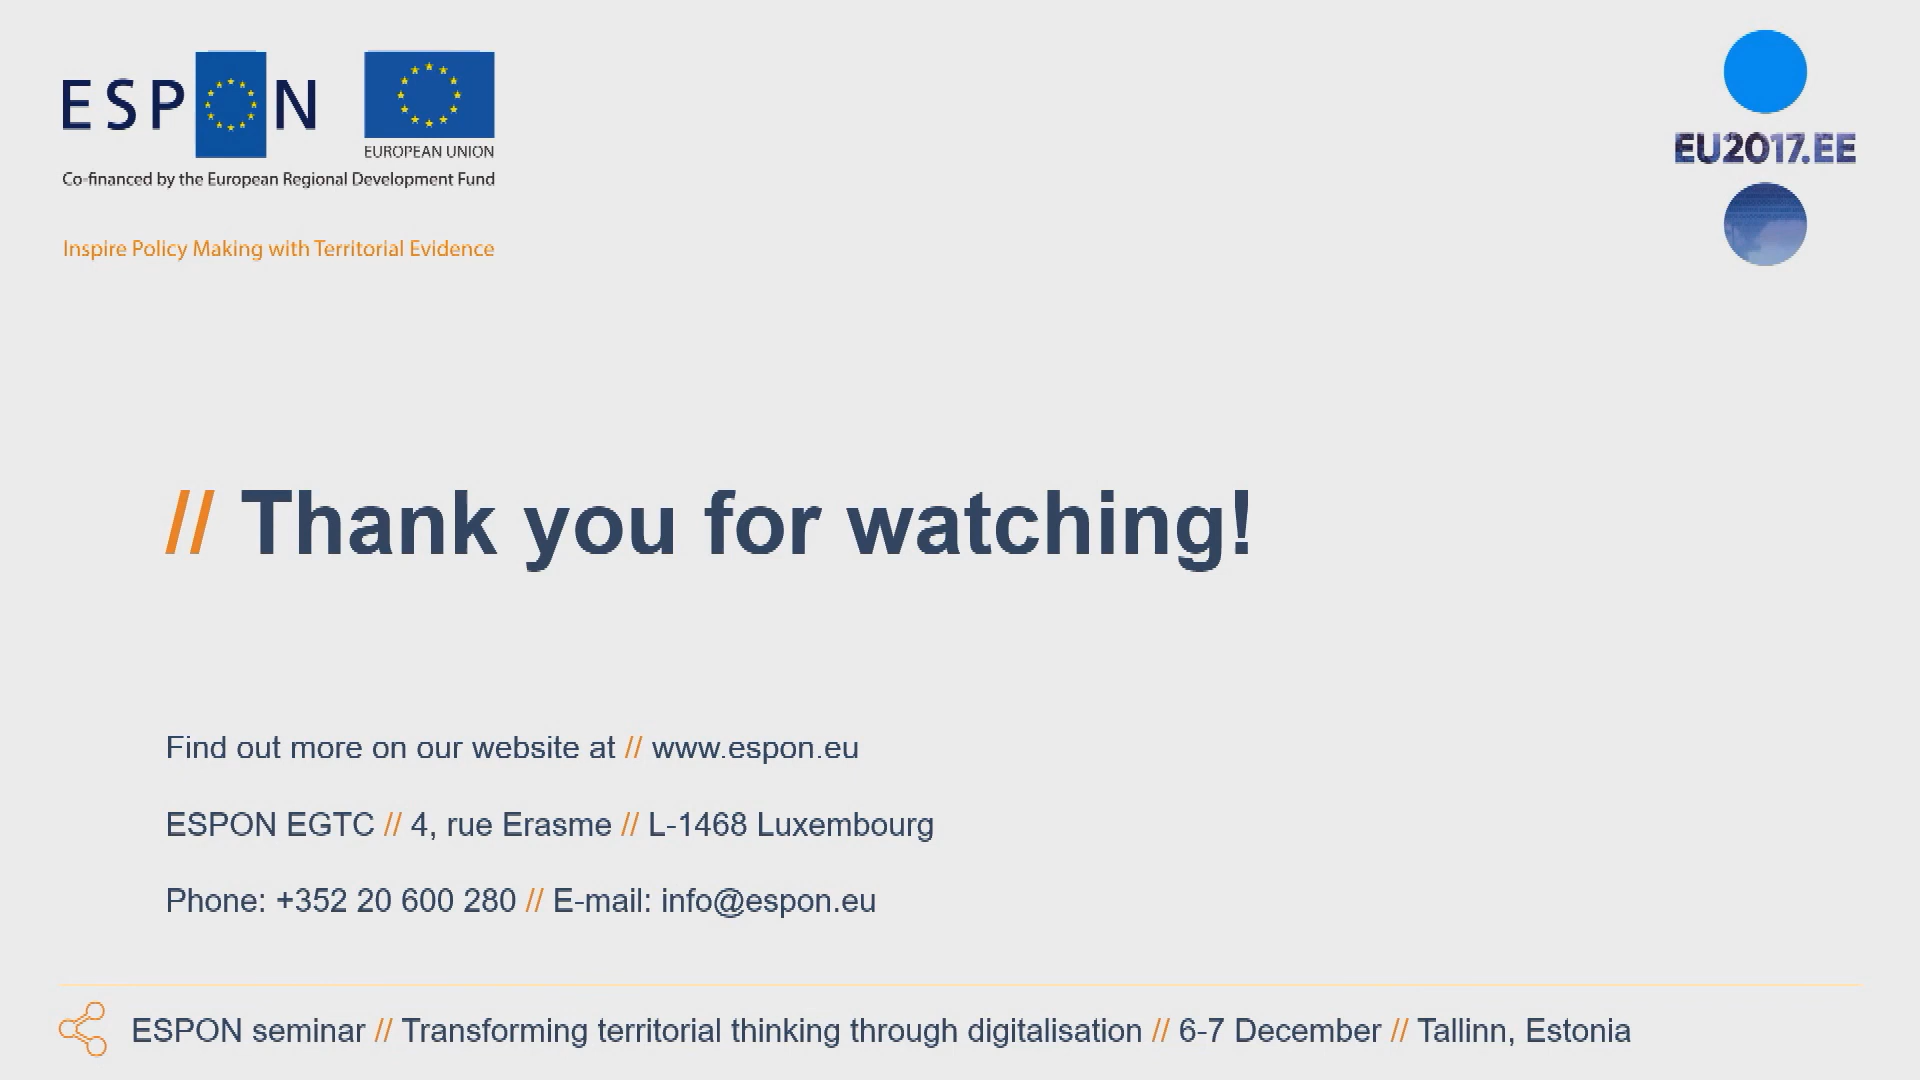 ESPON
EUROPEAN UNION
Co-financed by the European Regional Development Fund
Inspire Policy Making with Territorial Evidence
EU2017.EE
// Thank you for watching!
Find out more on our website at // www.espon.eu
ESPON EGTC // 4, rue Erasme // L-1468 Luxembourg
Phone: +352 20 600 280 // E-mail: info@espon.eu
ESPON seminar // Transforming territorial thinking through digitalisation // 6-7 December // Tallinn, Estonia